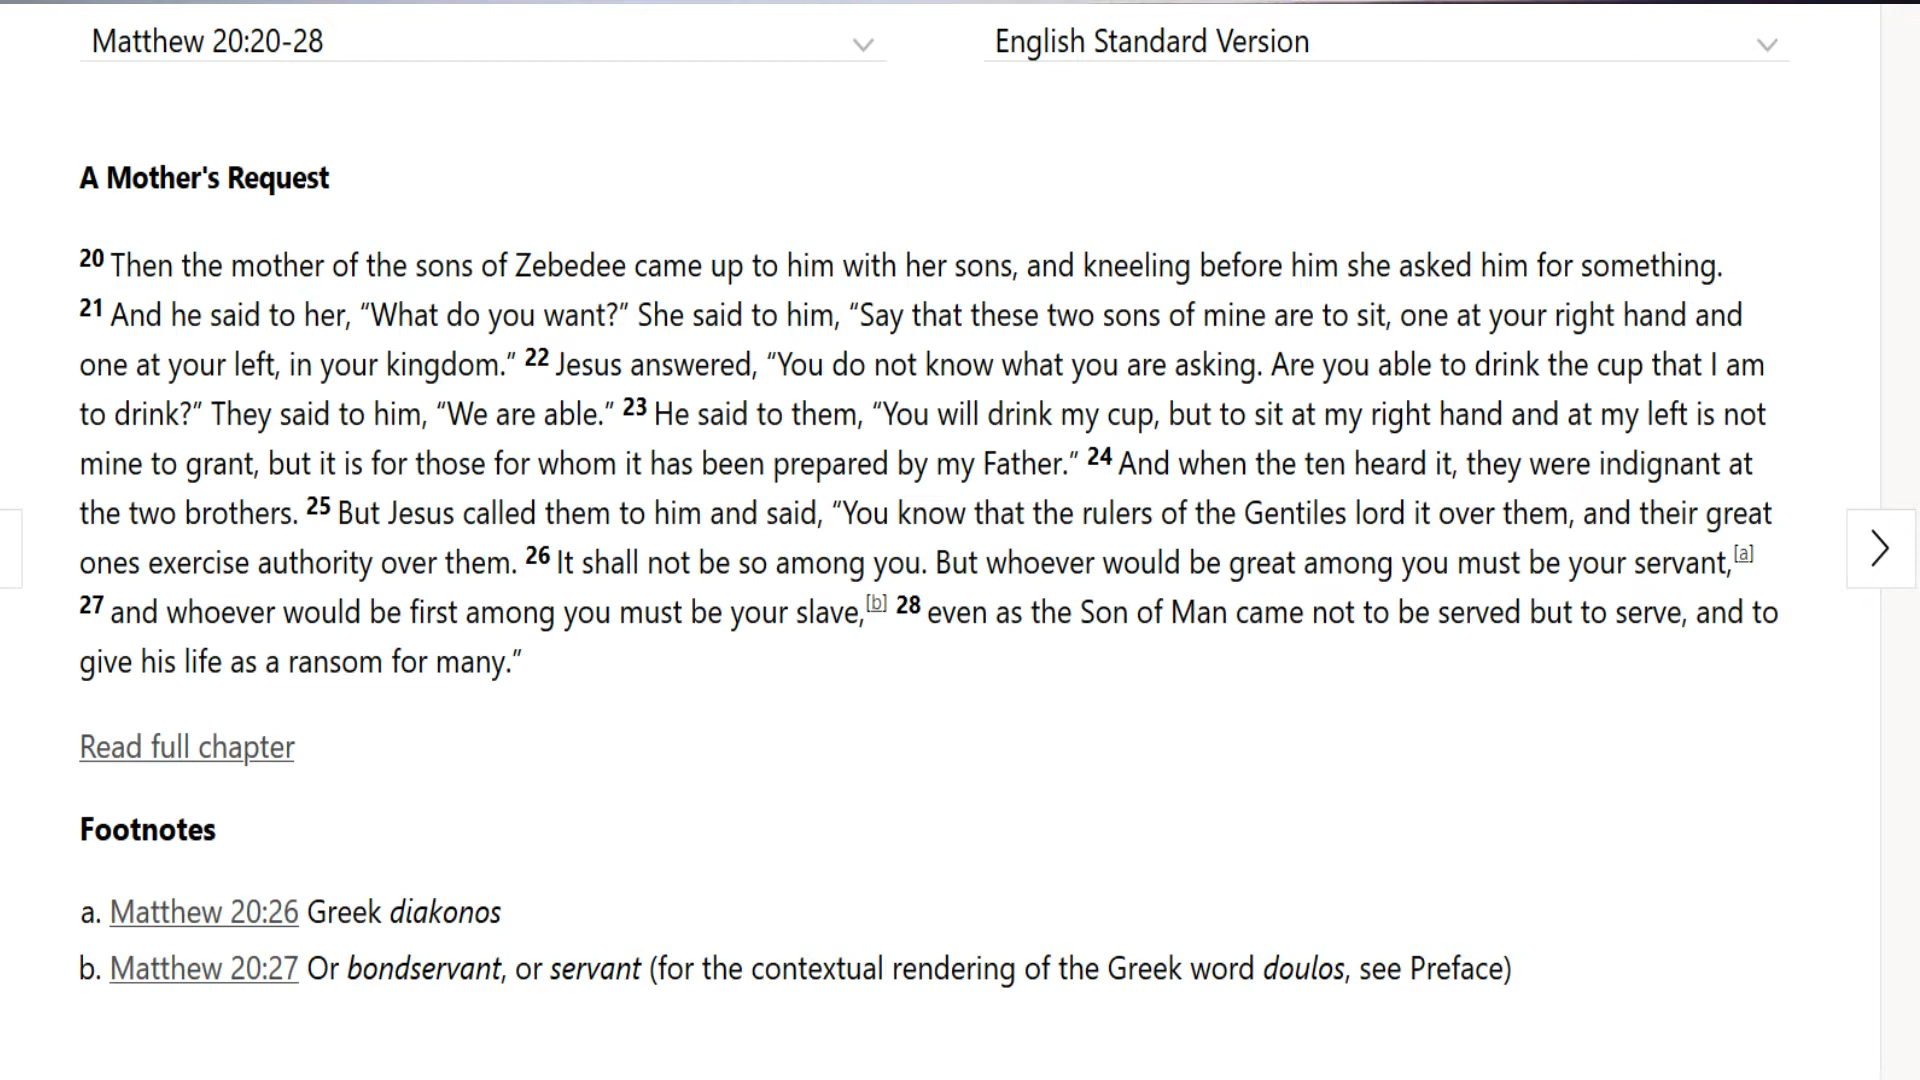 Matthew 20:20-28
English Standard Version
A Mother's Request
20 Then the mother of the sons of Zebedee came up to him with her sons, and kneeling before him she asked him for something.
21 And he said to her, “What do you want?” She said to him, “Say that these two sons of mine are to sit, one at your right hand and
one at your left, in your kingdom.” 22 Jesus answered, “You do not know what you are asking. Are you able to drink the cup that I am
to drink?” They said to him, “We are able.” 23 He said to them, “You will drink my cup, but to sit at my right hand and at my left is not
mine to grant, but it is for those for whom it has been prepared by my Father.” 24 And when the ten heard it, they were indignant at
the two brothers. 25 But Jesus called them to him and said, “You know that the rulers of the Gentiles lord it over them, and their great
ones exercise authority over them. 26 It shall not be so among you. But whoever would be great among you must be your servant,[a]
27 and whoever would be first among you must be your slave,[b] 28 even as the Son of Man came not to be served but to serve, and to
give his life as a ransom for many.”
Read full chapter
Footnotes
a. Matthew 20:26 Greek diakonos
b. Matthew 20:27 Or bondservant, or servant (for the contextual rendering of the Greek word doulos, see Preface)